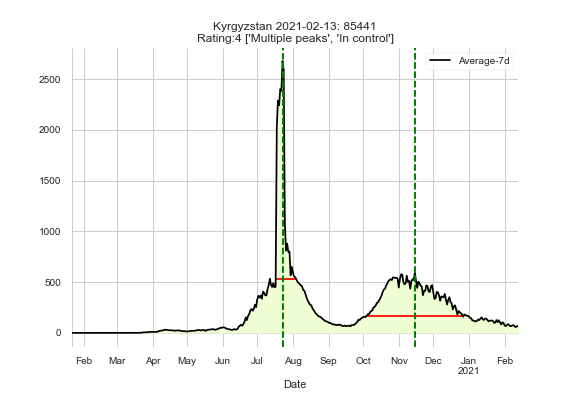 Kyrgyzstan 2021-02-13: 85441
Rating:4 ['Multiple peaks', 'In control']
Average-7d
2500
2000
1500
1000
500
0
Feb Mar Apr May Jun Jul Aug Sep Oct Nov Dec Jan Feb
2021
Date